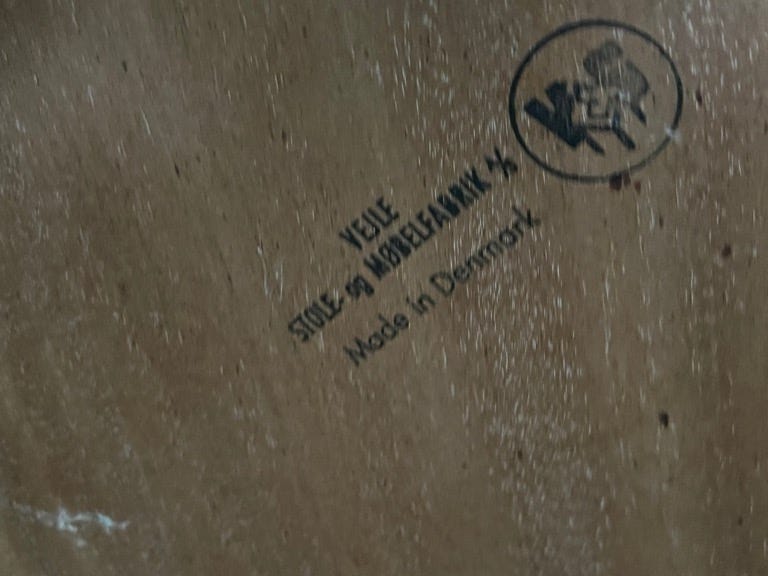 VEJLE
STOLE- og MØBELFABRIK A/S
Made in Denmark